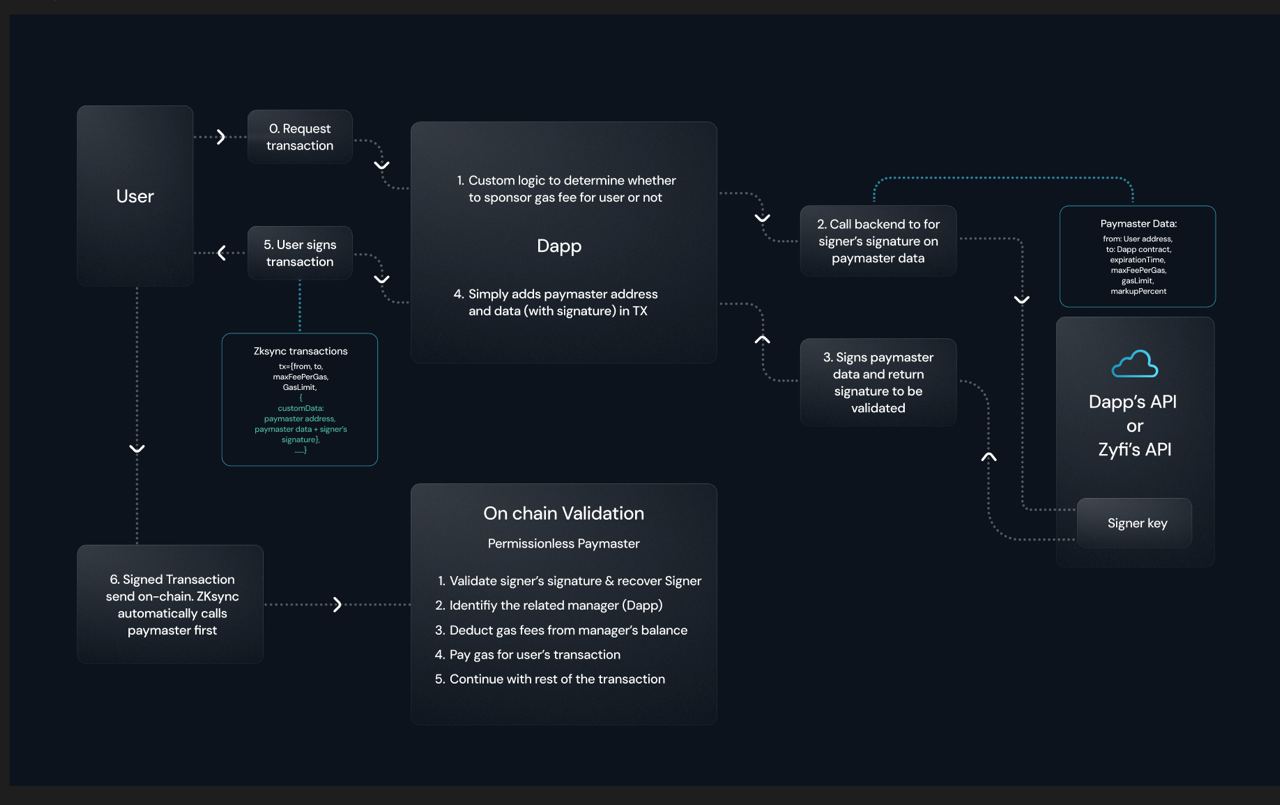 User
0. Request
transaction
5. User signs
transaction
Zksync transactions
tx={from, to,
maxFeePerGas,
GasLimit,
{
customData:
paymaster address,
paymaster data + signer's
signature},
.....}
1. Custom logic to determine whether
to sponsor gas fee for user or not
Dapp
4. Simply adds paymaster address
and data (with signature) in TX
2. Call backend to for
signer's signature on
paymaster data
3. Signs paymaster
data and return
signature to be
validated
Paymaster Data:
from: User address,
to: Dapp contract,
expirationTime,
maxFeePerGas,
gasLimit,
markupPercent
Dapp's API
or
Zyfi's API
Signer key
6. Signed Transaction
send on-chain. ZKsync
automatically calls
paymaster first
On chain Validation
Permissionless Paymaster
1. Validate signer's signature & recover Signer
2. Identifiy the related manager (Dapp)
3. Deduct gas fees from manager's balance
4. Pay gas for user's transaction
5. Continue with rest of the transaction